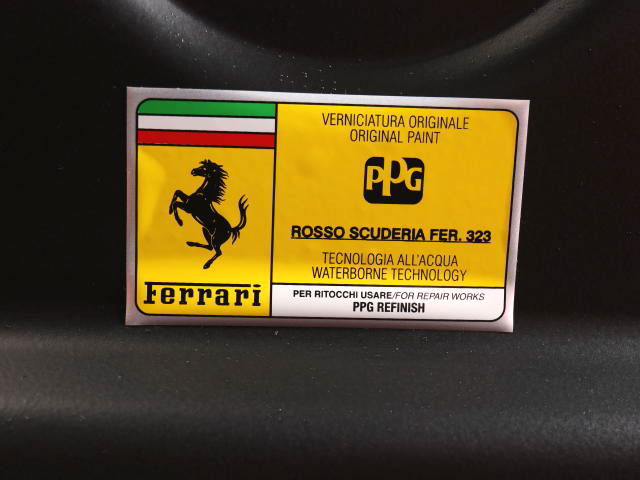 VERNICIATURA ORIGINALE
ORIGINAL PAINT
PPG
ROSSO SCUDERIA FER. 323
TECNOLOGIA ALL'ACQUA
WATERBORNE TECHNOLOGY
Ferrari
PER RITOCCHI USARE/FOR REPAIR WORKS
PPG REFINISH